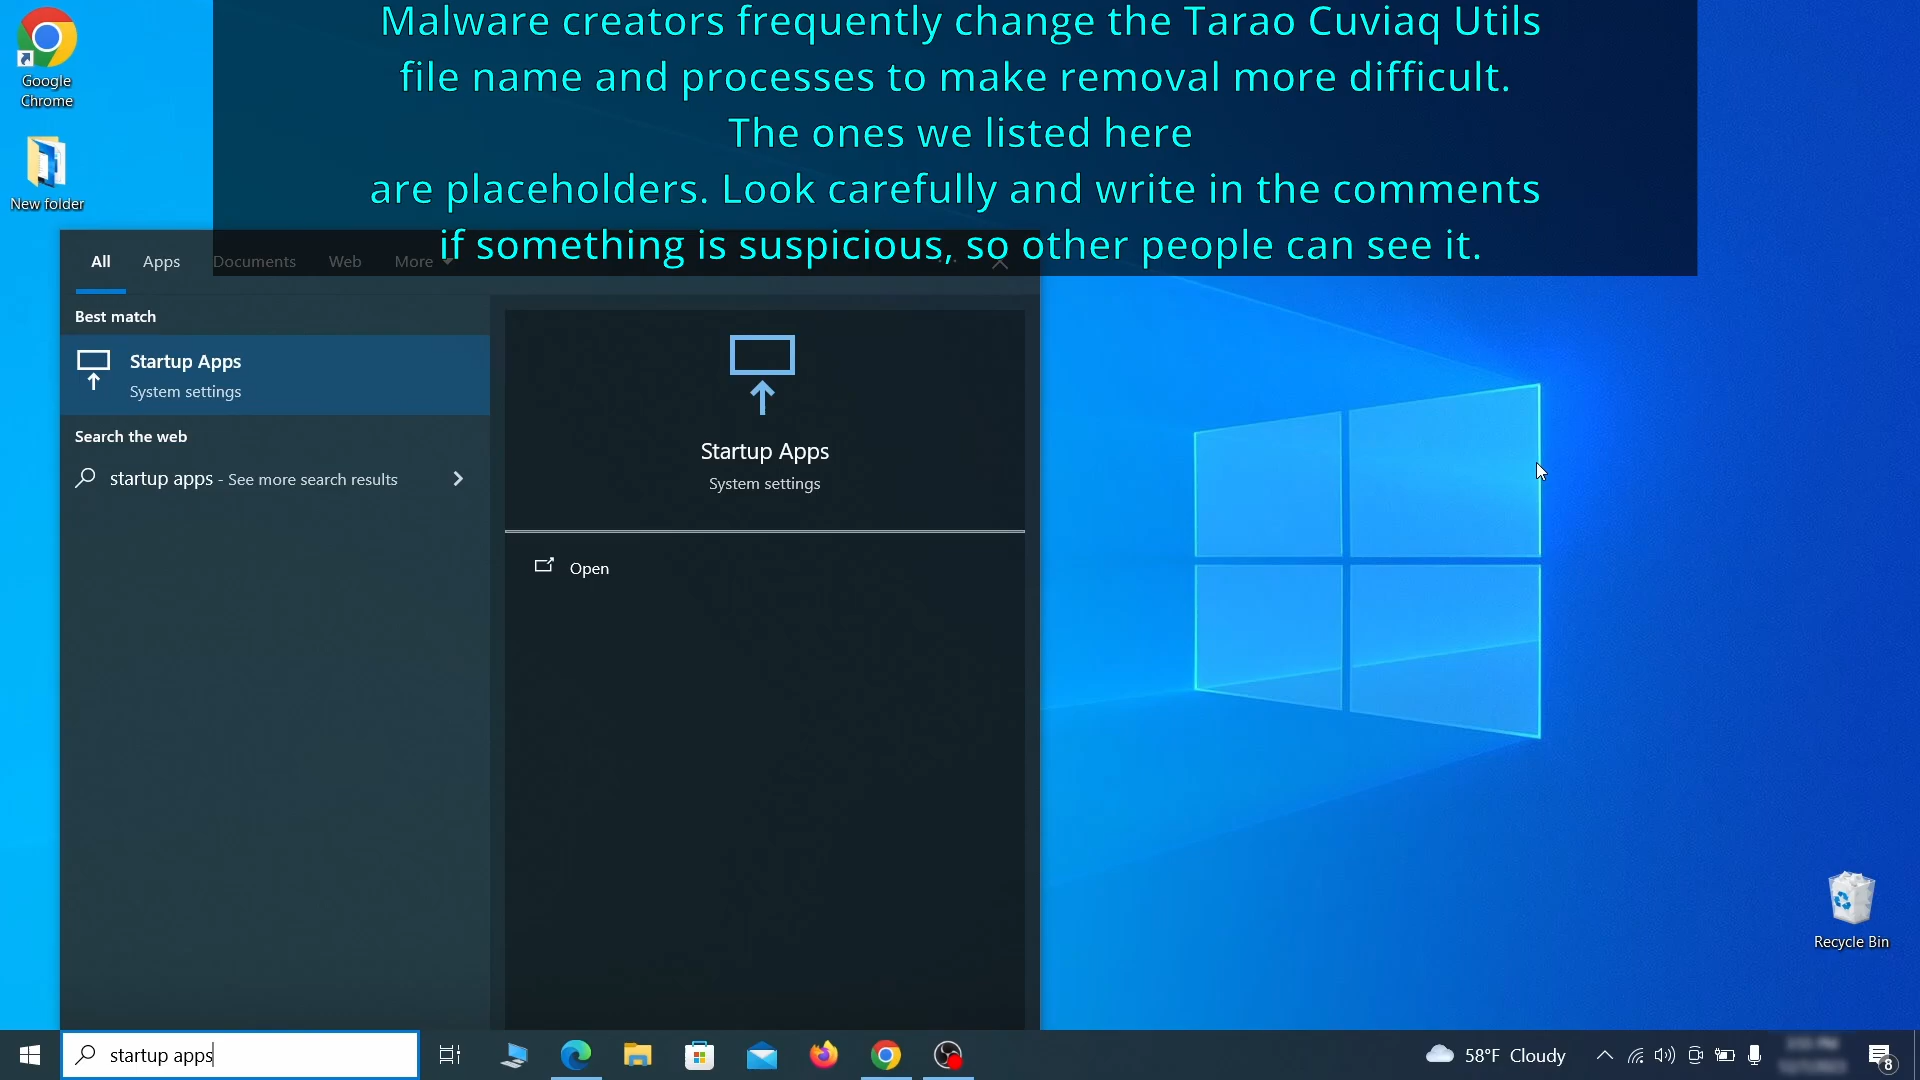 Malware creators frequently change the Tarao Cuviaq Utils
file name and processes to make removal more difficult.
The ones we listed here
are placeholders. Look carefully and write in the comments
if something is suspicious, so other people can see it.
Google
Chrome
New folder
All Apps Documents Web More
Best match
Startup Apps
System settings
Search the web
startup apps - See more search results
Startup Apps
System settings
Open
Recycle Bin
startup apps
58°F Cloudy
8